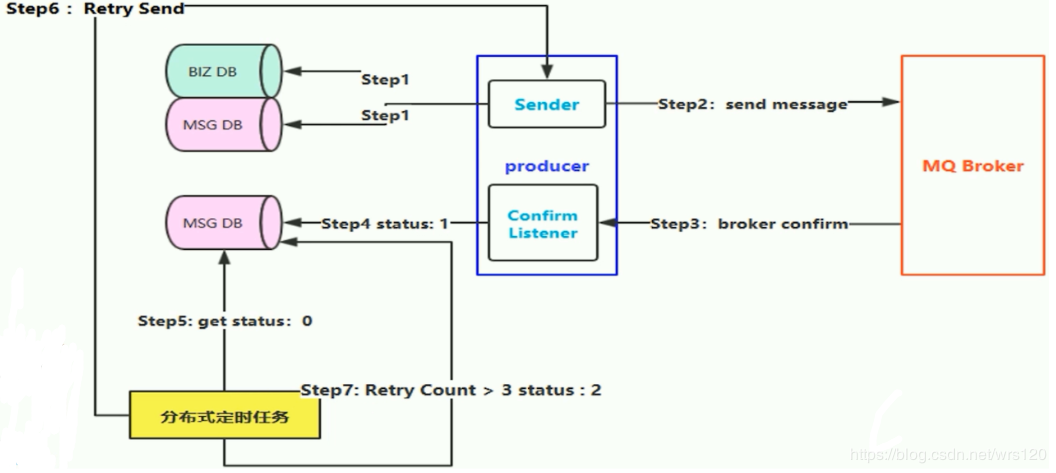 Step6： Retry Send
BIZ DB
Step1
MSG DB
Step1
Sender
Step2：send message
producer
MQ Broker
MSG DB
Step4 status: 1
Confirm
Listener
Step3：broker confirm
Step5: get status：0
Step7: Retry Count > 3 status : 2
分布式定时任务
https://blog.csdn.net/wrs120